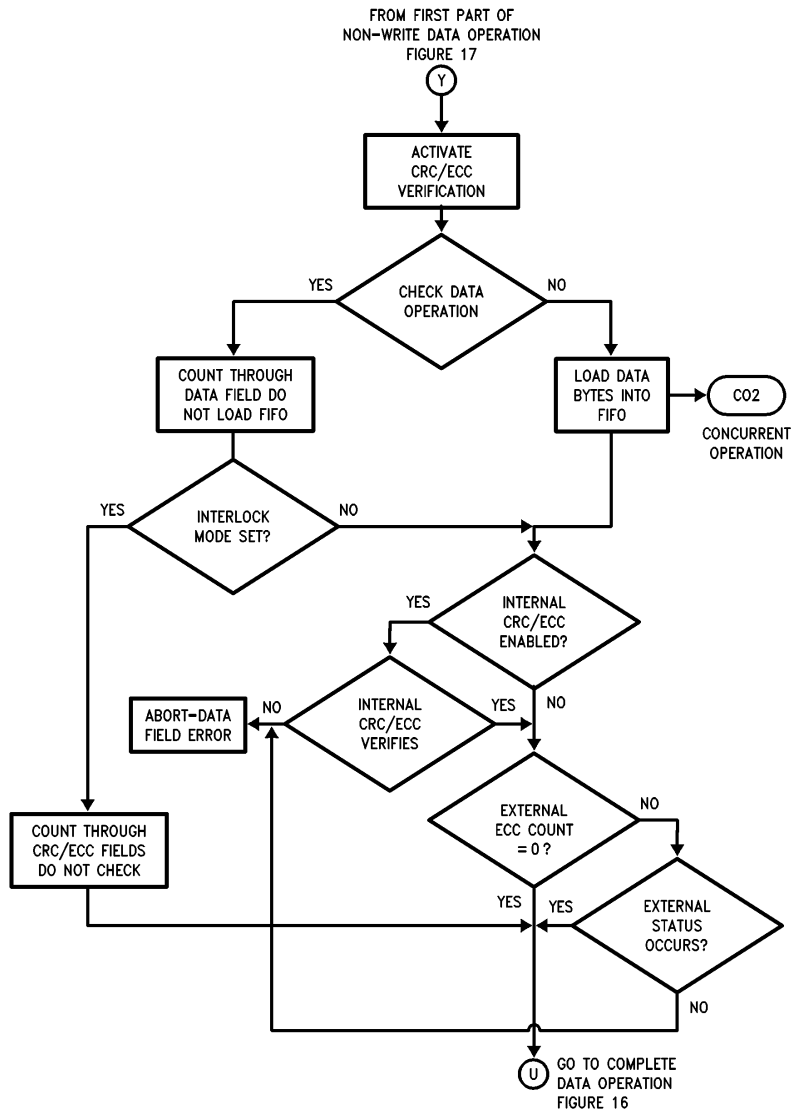 FROM FIRST PART OF
NON-WRITE DATA OPERATION
FIGURE 17
Y
ACTIVATE
CRC/ECC
VERIFICATION
CHECK DATA
OPERATION
YES
NO
COUNT THROUGH
DATA FIELD DO
NOT LOAD FIFO
LOAD DATA
BYTES INTO
FIFO
CO2
CONCURRENT
OPERATION
INTERLOCK
MODE SET?
YES
NO
INTERNAL
CRC/ECC
ENABLED?
YES
NO
INTERNAL
CRC/ECC
VERIFIES
YES
NO
ABORT-DATA
FIELD ERROR
EXTERNAL
ECC COUNT
=0?
NO
YES
COUNT THROUGH
CRC/ECC FIELDS
DO NOT CHECK
EXTERNAL
STATUS
OCCURS?
YES
NO
U
GO TO COMPLETE
DATA OPERATION
FIGURE 16